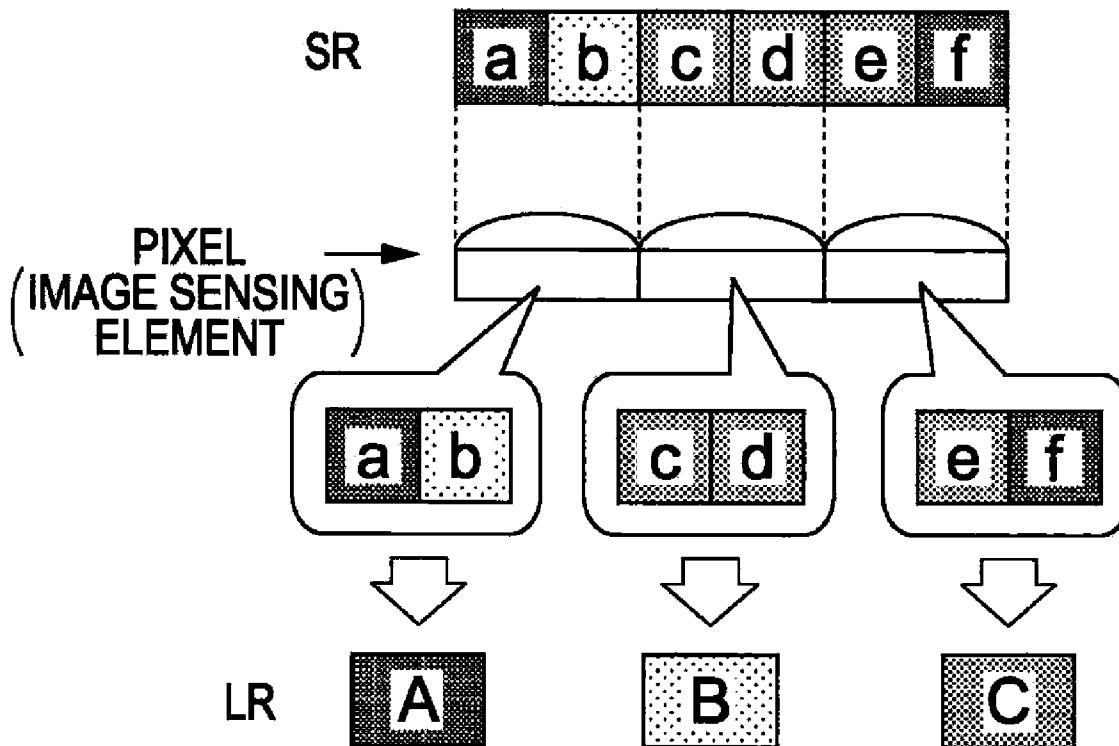 SR a b c d e f
PIXEL
(IMAGE SENSING
ELEMENT)
a b c d e f
LR A B C